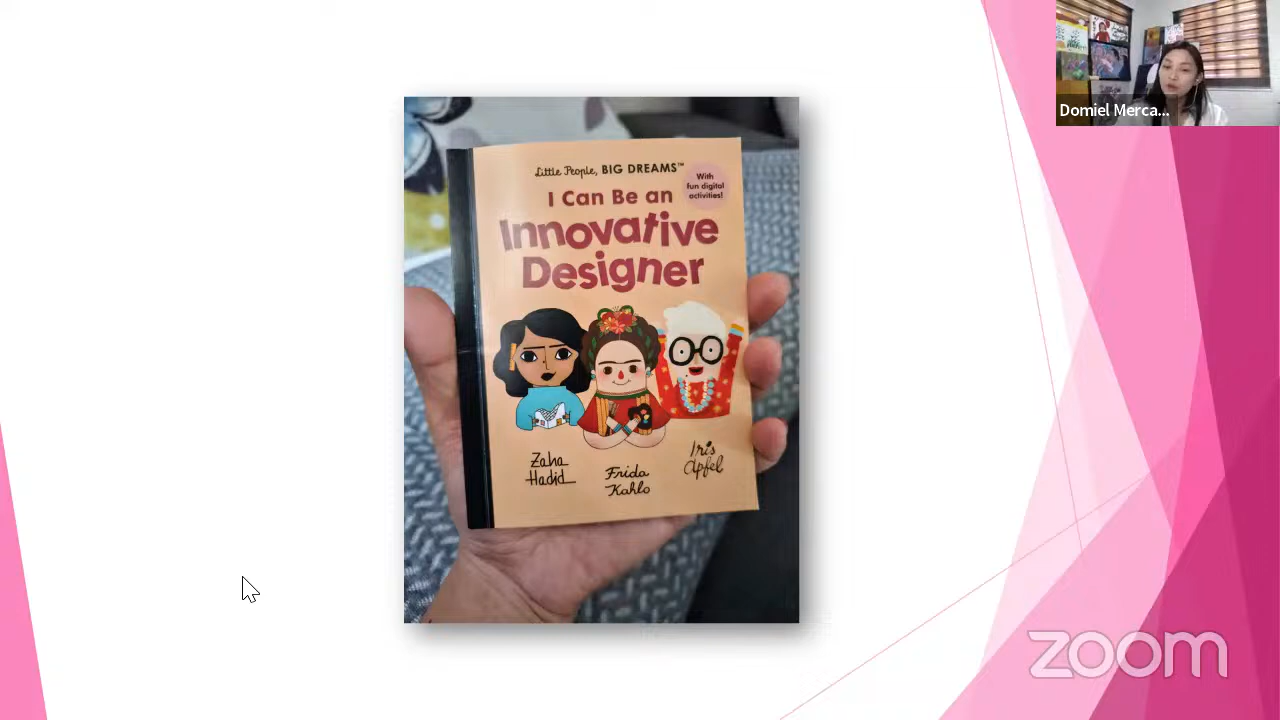 Domiel Merca...
Little People, BIG DREAMS™
With
fun digital
activities!
I Can Be an
Innovative
Designer
Zaha
Hadid
Frida
Kahlo
Iris
Apfel
zoom